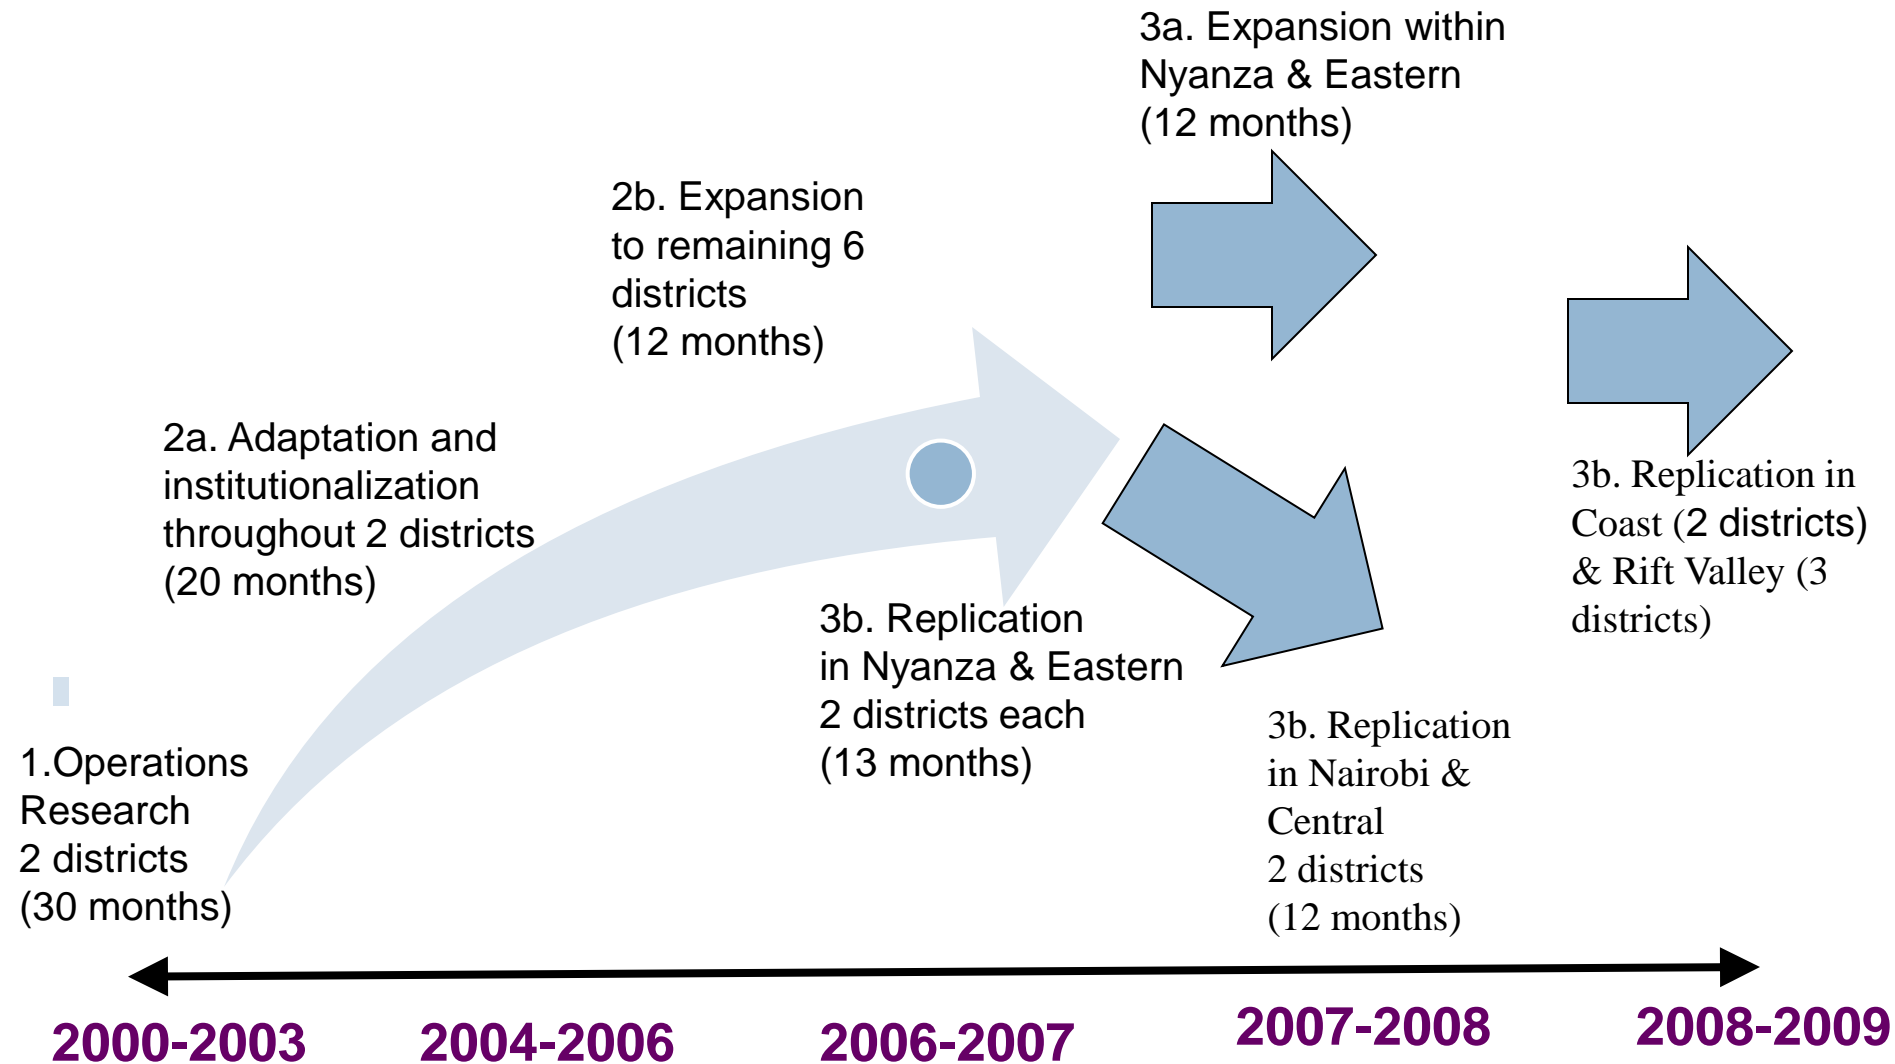 3a. Expansion within
Nyanza & Eastern
(12 months)
2b. Expansion
to remaining 6
districts
(12 months)
2a. Adaptation and
institutionalization
throughout 2 districts
(20 months)
3b. Replication in
Coast (2 districts)
& Rift Valley (3
districts)
3b. Replication
in Nyanza & Eastern
2 districts each
(13 months)
3b. Replication
in Nairobi &
Central
2 districts
(12 months)
1.Operations
Research
2 districts
(30 months)
2000-2003
2004-2006
2006-2007
2007-2008
2008-2009